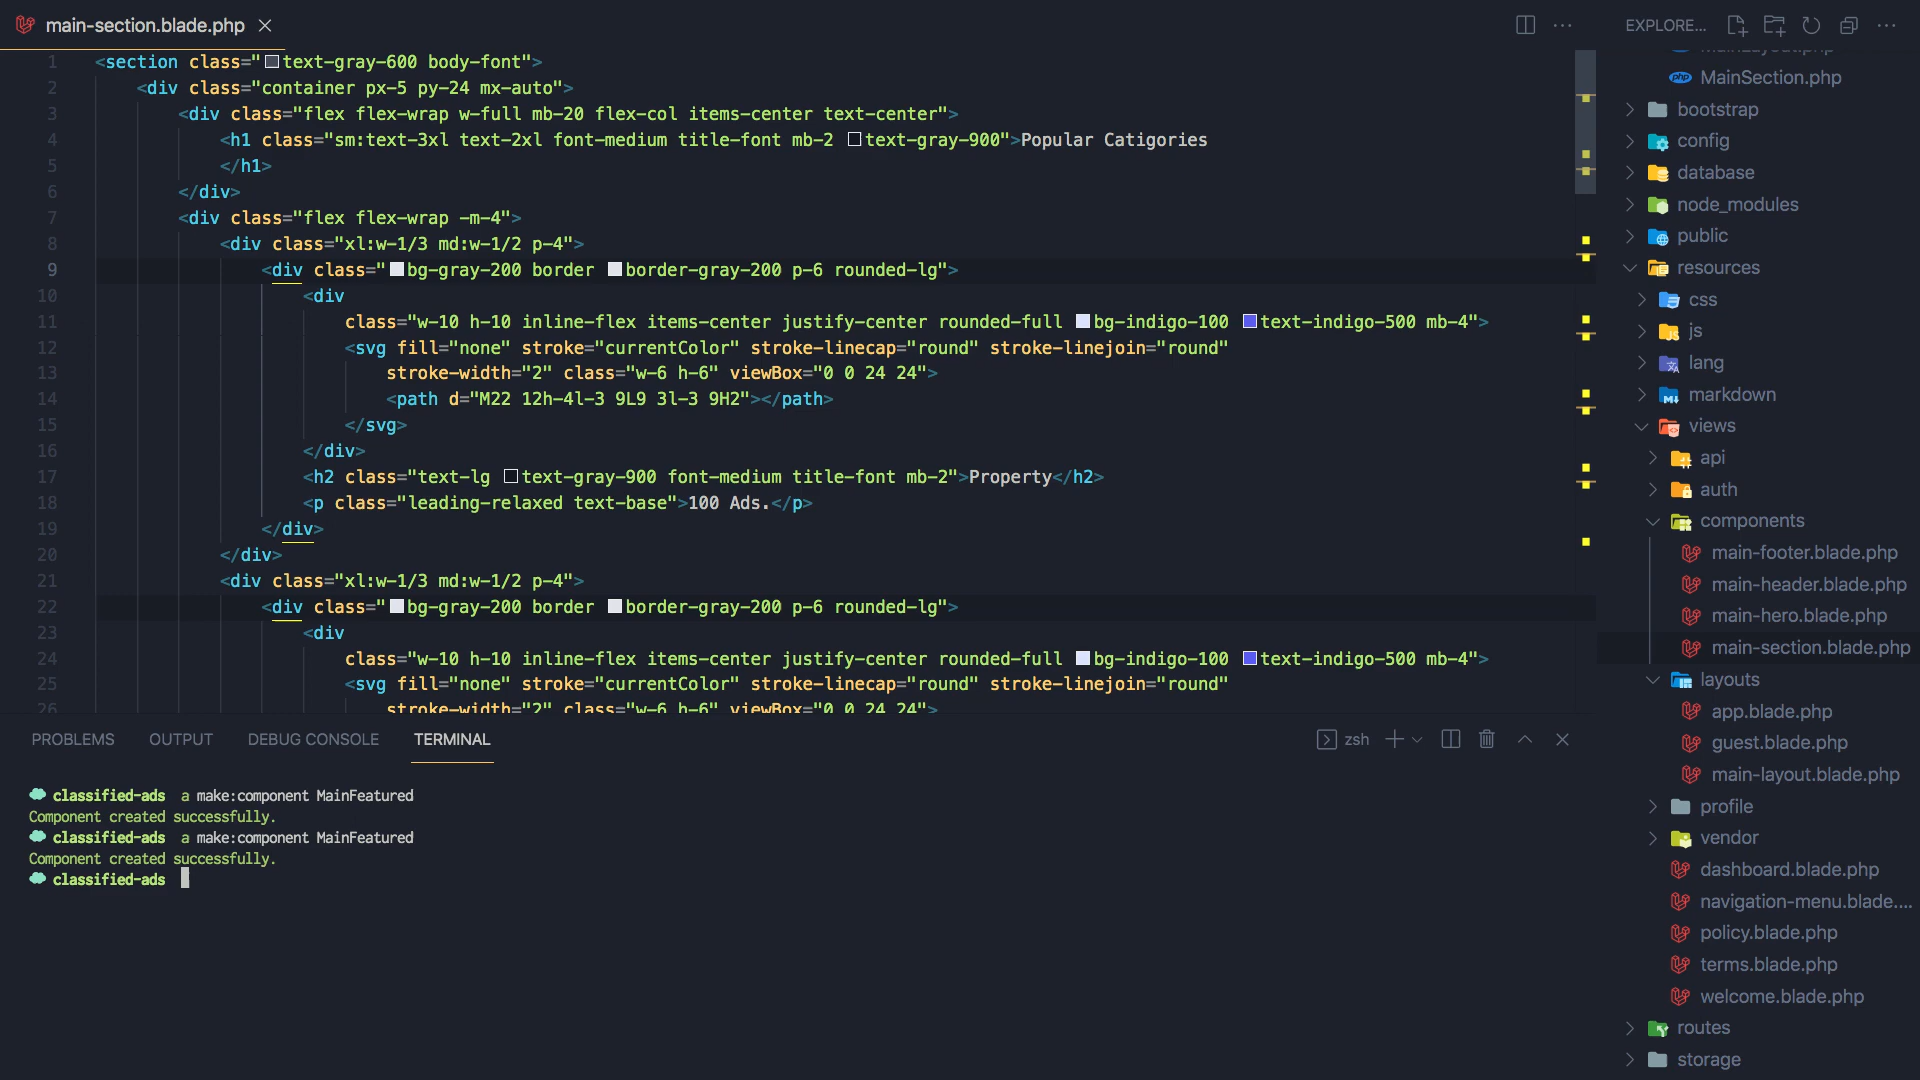 main-section.blade.php
EXPLORE...
1 <section class="text-gray-600 body-font">
2 <div class="container px-5 py-24 mx-auto">
3 <div class="flex flex-wrap w-full mb-20 flex-col items-center text-center">
4 <h1 class="sm:text-3xl text-2xl font-medium title-font mb-2 text-gray-900">Popular Catigories
5 </h1>
6 </div>
7 <div class="flex flex-wrap -m-4">
8 <div class="xl:w-1/3 md:w-1/2 p-4">
9 <div class="bg-gray-200 border border-gray-200 p-6 rounded-lg">
10 <div
11 class="w-10 h-10 inline-flex items-center justify-center rounded-full bg-indigo-100 text-indigo-500 mb-4">
12 <svg fill="none" stroke="currentColor" stroke-linecap="round" stroke-linejoin="round"
13 stroke-width="2" class="w-6 h-6" viewBox="0 0 24 24">
14 <path d="M22 12h-4l-3 9L9 3l-3 9H2"></path>
15 </svg>
16 </div>
17 <h2 class="text-lg text-gray-900 font-medium title-font mb-2">Property</h2>
18 <p class="leading-relaxed text-base">100 Ads.</p>
19 </div>
20 </div>
21 <div class="xl:w-1/3 md:w-1/2 p-4">
22 <div class="bg-gray-200 border border-gray-200 p-6 rounded-lg">
23 <div
24 class="w-10 h-10 inline-flex items-center justify-center rounded-full bg-indigo-100 text-indigo-500 mb-4">
25 <svg fill="none" stroke="currentColor" stroke-linecap="round" stroke-linejoin="round"
26 stroke-width="2" class="w-6 h-6" viewBox="0 0 24 24">
PROBLEMS OUTPUT DEBUG CONSOLE TERMINAL
zsh
classified-ads a make:component MainFeatured
Component created successfully.
classified-ads a make:component MainFeatured
Component created successfully.
classified-ads
MainLayout.php
php MainSection.php
bootstrap
config
database
node_modules
public
resources
css
js
lang
markdown
views
api
auth
components
main-footer.blade.php
main-header.blade.php
main-hero.blade.php
main-section.blade.php
layouts
app.blade.php
guest.blade.php
main-layout.blade.php
profile
vendor
dashboard.blade.php
navigation-menu.blade....
policy.blade.php
terms.blade.php
welcome.blade.php
routes
storage